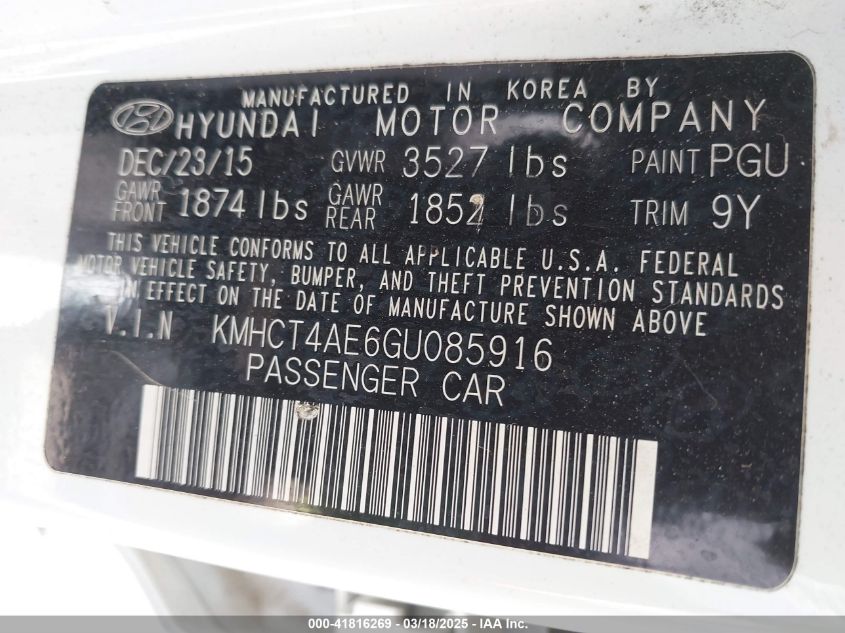 MANUFACTURED IN KOREA BY
HYUNDAI MOTOR COMPANY
DEC/23/15 GVWR 3527 lbs PAINT PGU
GAWR FRONT 1874 lbs GAWR REAR 1852 lbs TRIM 9Y
THIS VEHICLE CONFORMS TO ALL APPLICABLE U.S.A. FEDERAL
MOTOR VEHICLE SAFETY, BUMPER, AND THEFT PREVENTION STANDARDS
IN EFFECT ON THE DATE OF MANUFACTURE SHOWN ABOVE
V.I.N KMHCT4AE6GU085916
PASSENGER CAR
000-41816269 - 03/18/2025 - IAA Inc.